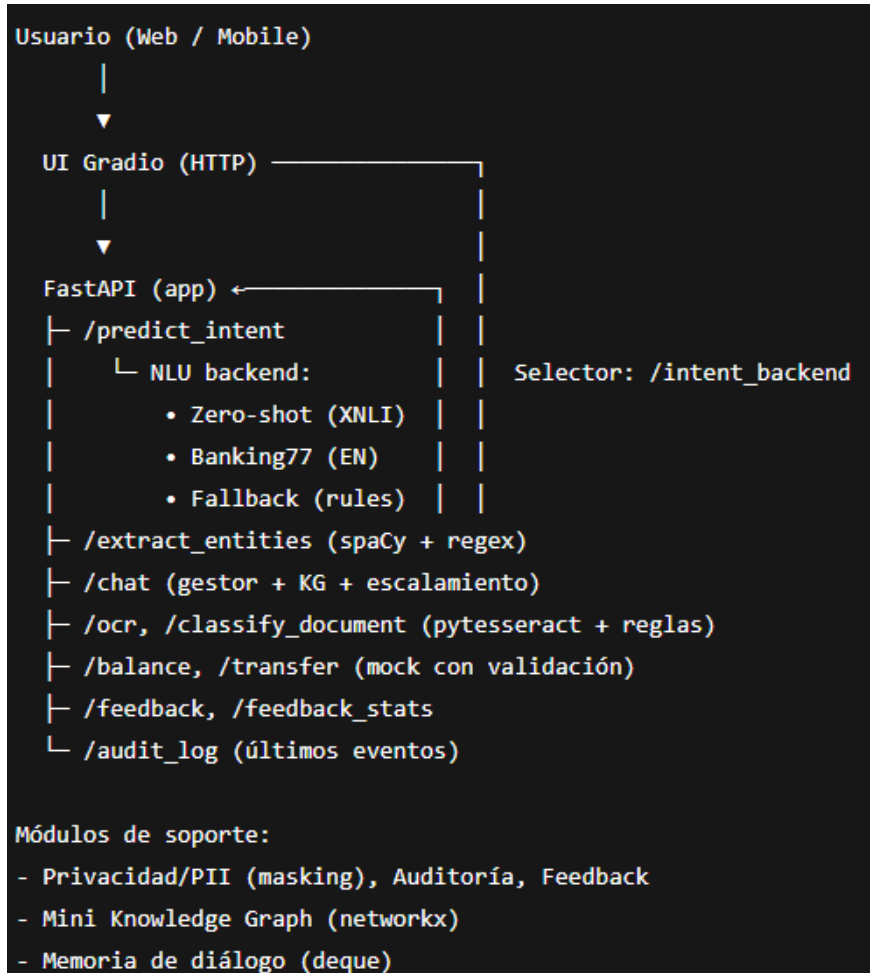 Usuario (Web / Mobile)
UI Gradio (HTTP)
FastAPI (app)
/predict_intent
NLU backend:
Selector: /intent_backend
• Zero-shot (XNLI)
• Banking77 (EN)
• Fallback (rules)
/extract_entities (spaCy + regex)
/chat (gestor + KG + escalamiento)
/ocr, /classify_document (pytesseract + reglas)
/balance, /transfer (mock con validación)
/feedback, /feedback_stats
/audit_log (últimos eventos)
Módulos de soporte:
- Privacidad/PII (masking), Auditoría, Feedback
- Mini Knowledge Graph (networkx)
- Memoria de diálogo (deque)